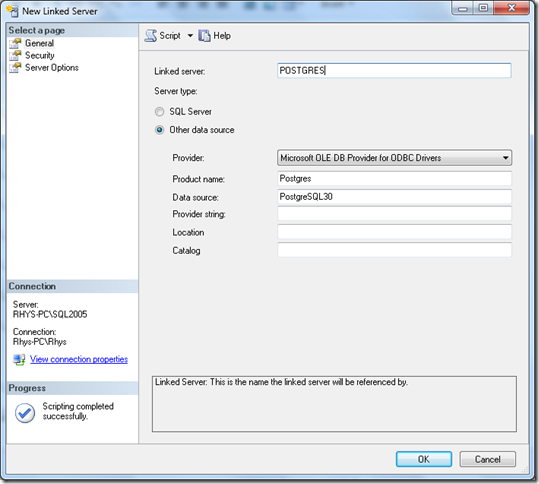 New Linked Server
Select a page
General
Security
Server Options
Script Help
Linked server: POSTGRES
Server type:
SQL Server
Other data source
Provider: Microsoft OLE DB Provider for ODBC Drivers
Product name: Postgres
Data source: PostgreSQL30
Provider string:
Location
Catalog
Connection
Server:
RHYS-PC\SQL2005
Connection:
Rhys-PC\Rhys
View connection properties
Progress
Scripting completed
successfully.
Linked Server: This is the name the linked server will be referenced by.
OK Cancel